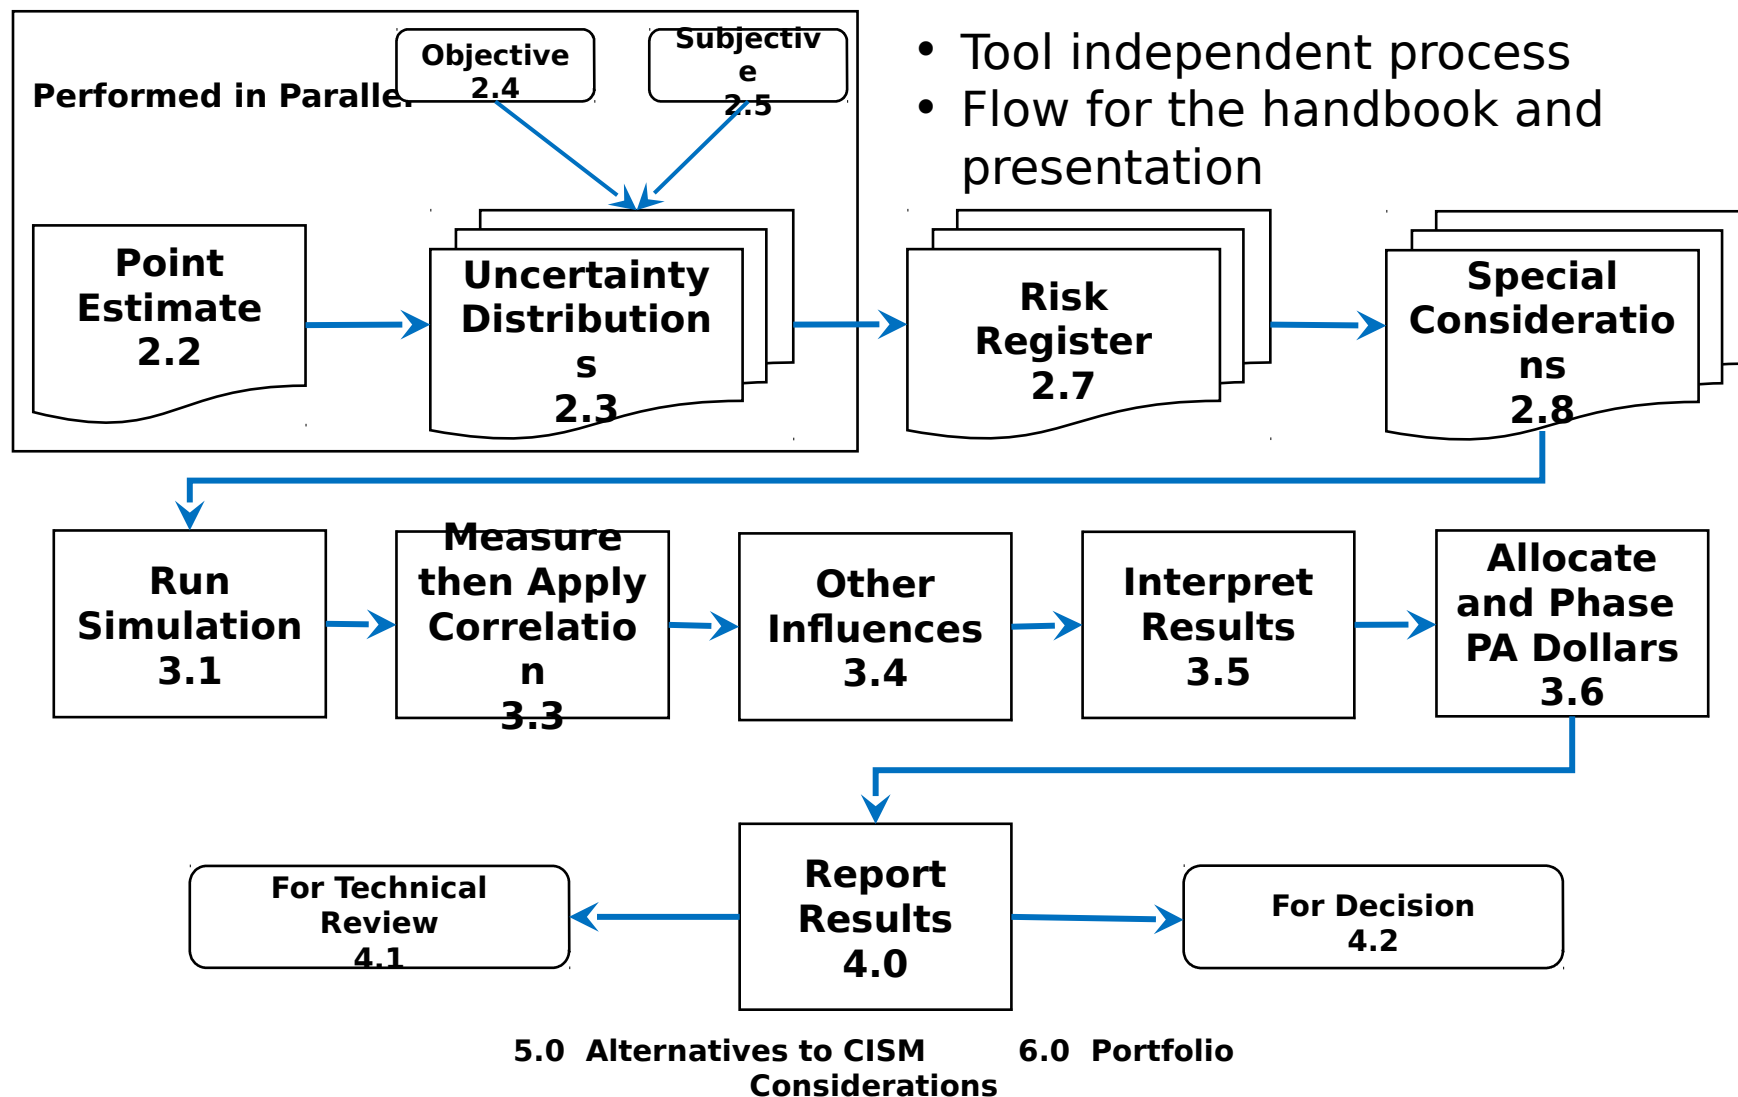 Performed in Parallel
Objective
2.4
Subjectiv
e
2.5
• Tool independent process
• Flow for the handbook and
presentation
Point
Estimate
2.2
Uncertainty
Distribution
s
2.3
Risk
Register
2.7
Special
Consideratio
ns
2.8
Run
Simulation
3.1
Measure
then Apply
Correlatio
n
3.3
Other
Influences
3.4
Interpret
Results
3.5
Allocate
and Phase
PA Dollars
3.6
For Technical
Review
4.1
Report
Results
4.0
For Decision
4.2
5.0 Alternatives to CISM 6.0 Portfolio
Considerations